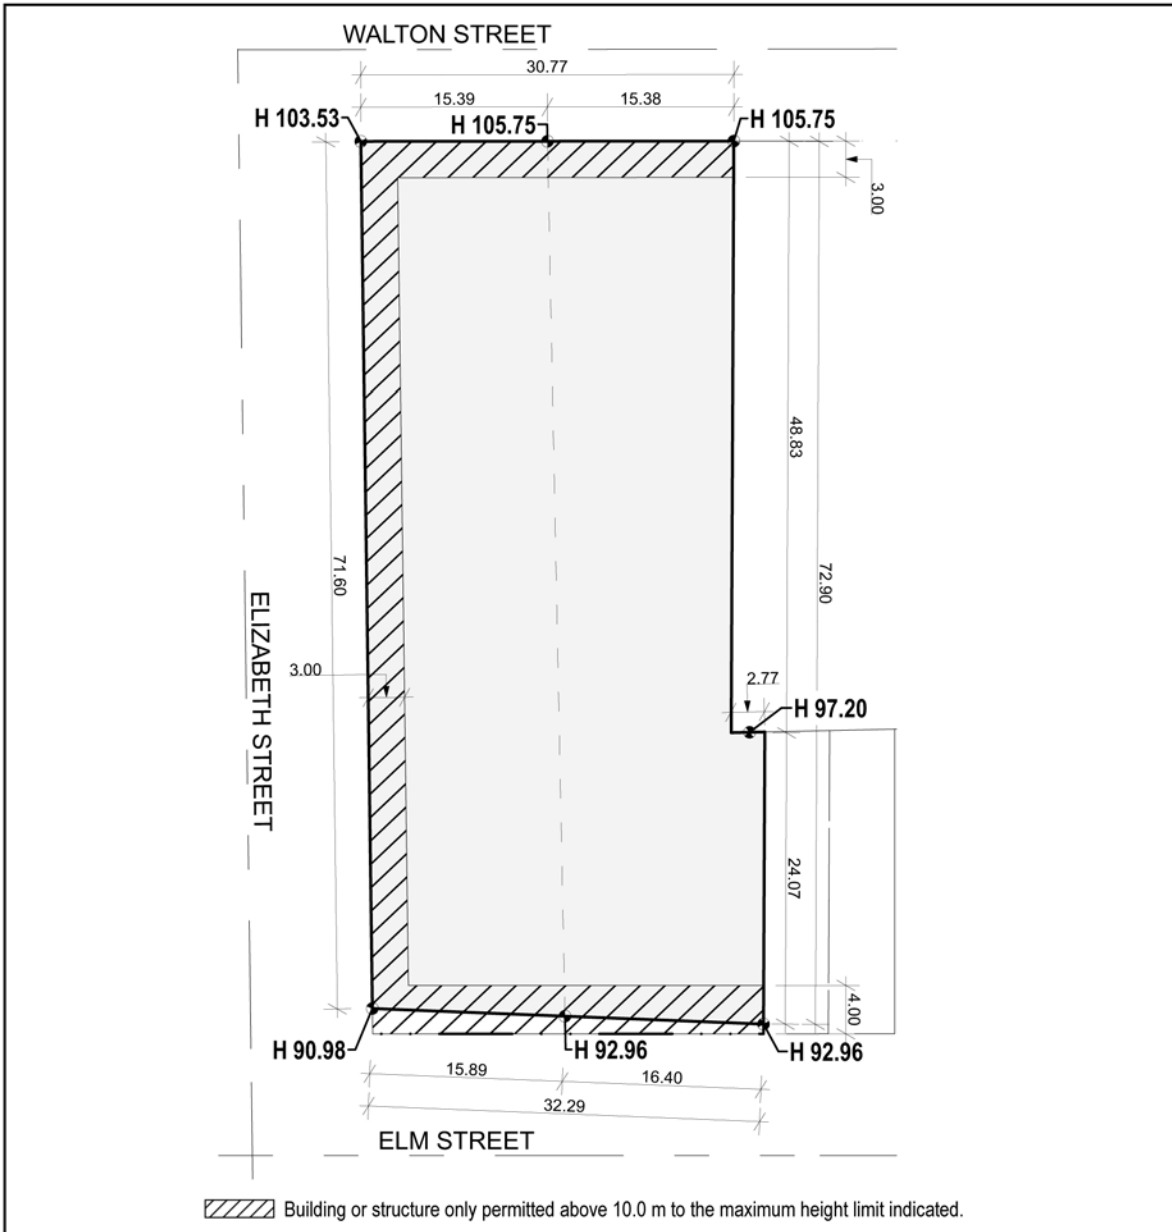 WALTON STREET
30.77
15.39
15.38
H 103.53
H 105.75
H 105.75
3.00
48.83
71.60
72.90
ELIZABETH STREET
3.00
2.77
H 97.20
24.07
4.00
H 90.98
H 92.96
H 92.96
15.89
16.40
32.29
ELM STREET
Building or structure only permitted above 10.0 m to the maximum height limit indicated.